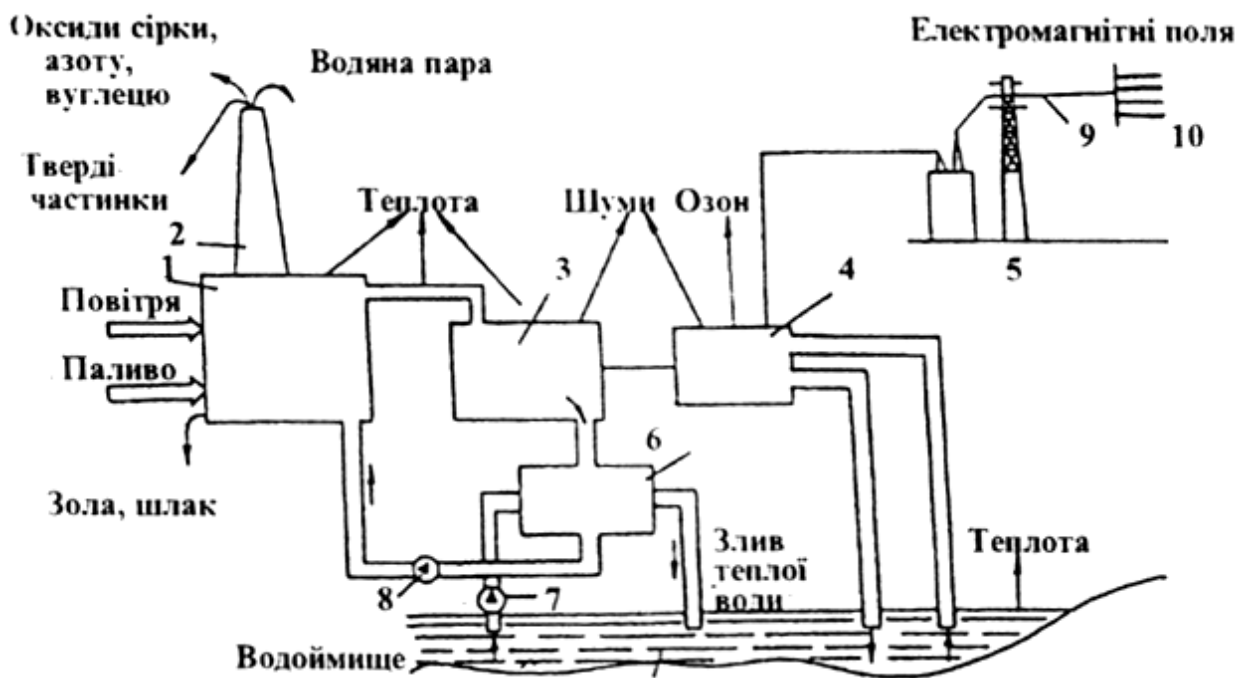 Оксиди сірки,
азоту,
вуглецю
Водяна пара
Електромагнітні поля
9
10
Тверді
частинки
Теплота
Шуми
Озон
2
1
3
4
5
Повітря
Паливо
6
Зола, шлак
Злив
теплої
води
Теплота
8
7
Водоймище